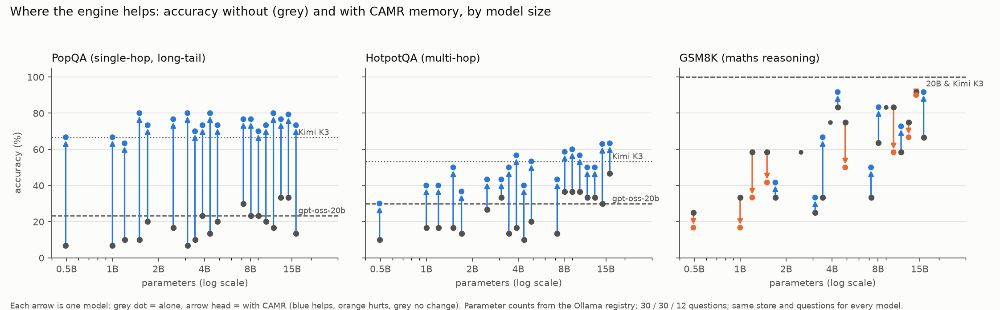 Where the engine helps: accuracy without (grey) and with CAMR memory, by model size
PopQA (single-hop, long-tail)
accuracy (%)
100
80
60
40
20
0
Kimi K3
gpt-oss-20b
0.5B
1B
2B
4B
8B
15B
parameters (log scale)
HotpotQA (multi-hop)
Kimi K3
gpt-oss-20b
0.5B
1B
2B
4B
8B
15B
parameters (log scale)
GSM8K (maths reasoning)
20B & Kimi K3
0.5B
1B
2B
4B
8B
15B
parameters (log scale)
Each arrow is one model: grey dot = alone, arrow head = with CAMR (blue helps, orange hurts, grey no change). Parameter counts from the Ollama registry; 30 / 30 / 12 questions; same store and questions for every model.